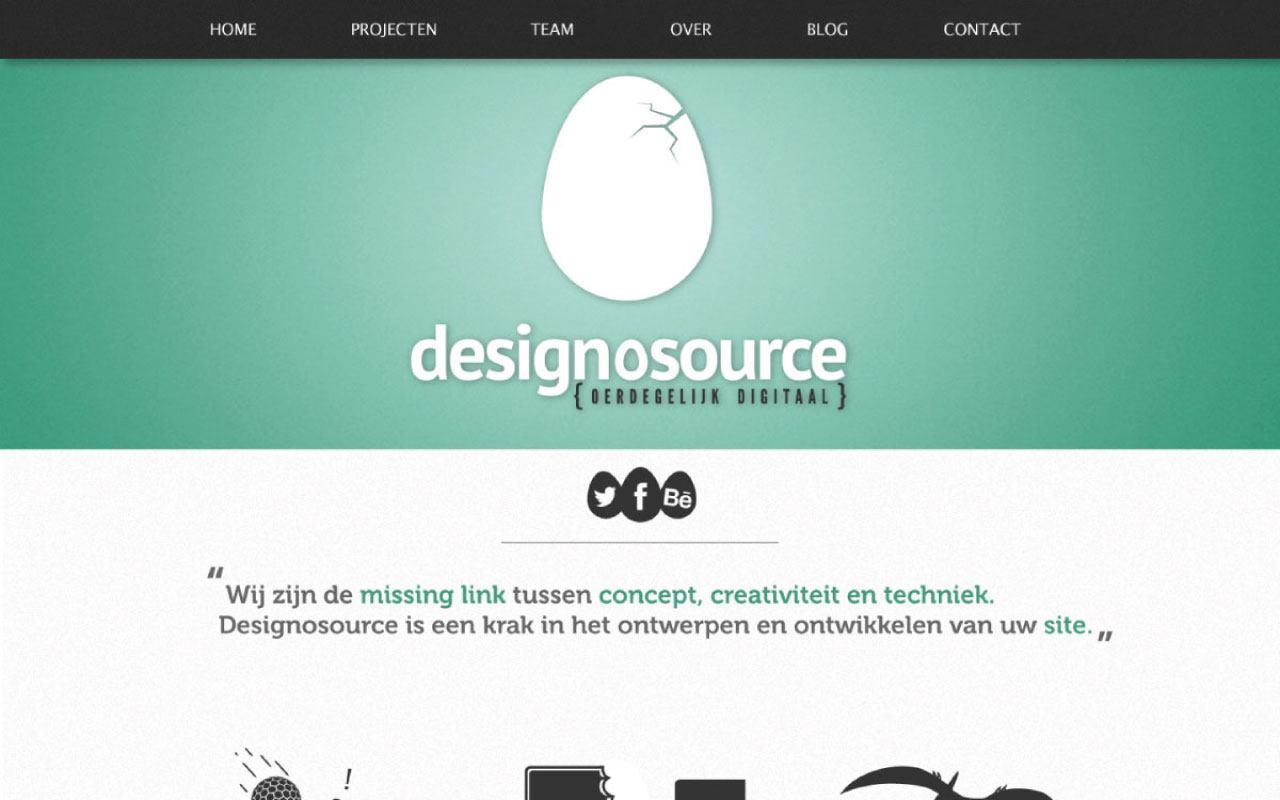 HOME PROJECTEN TEAM OVER BLOG CONTACT
designosource
{ OERDEGELIJK DIGITAAL }
Bē
“ Wij zijn de missing link tussen concept, creativiteit en techniek.
Designosource is een krak in het ontwerpen en ontwikkelen van uw site. „
!